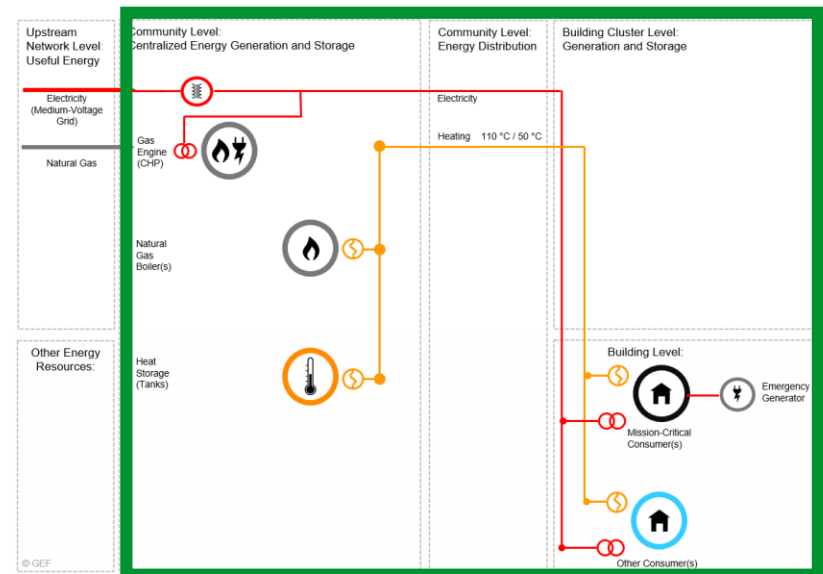 Upstream
Network Level:
Useful Energy
Community Level:
Centralized Energy Generation and Storage
Community Level:
Energy Distribution
Building Cluster Level:
Generation and Storage
Electricity
(Medium-Voltage
Grid)
Electricity
Natural Gas
Gas
Engine
(CHP)
Heating 110 °C / 50 °C
Natural
Gas
Boiler(s)
Other Energy
Resources:
Heat
Storage
(Tanks)
Building Level:
Emergency
Generator
Mission-Critical
Consumer(s)
Other Consumer(s)
© GEF